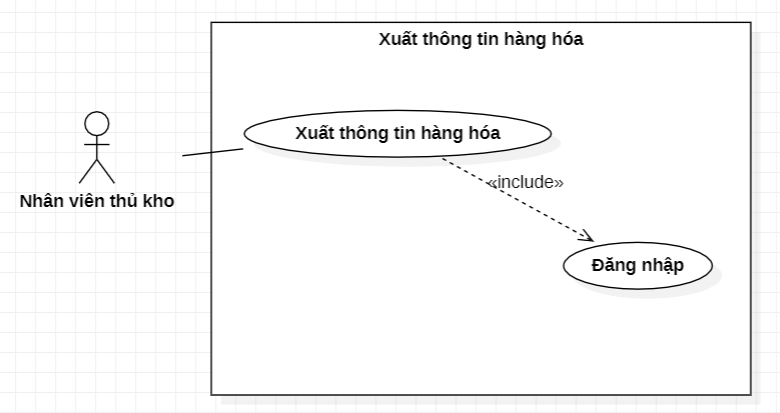 Xuất thông tin hàng hóa
Xuất thông tin hàng hóa
«include»
Nhân viên thủ kho
Đăng nhập